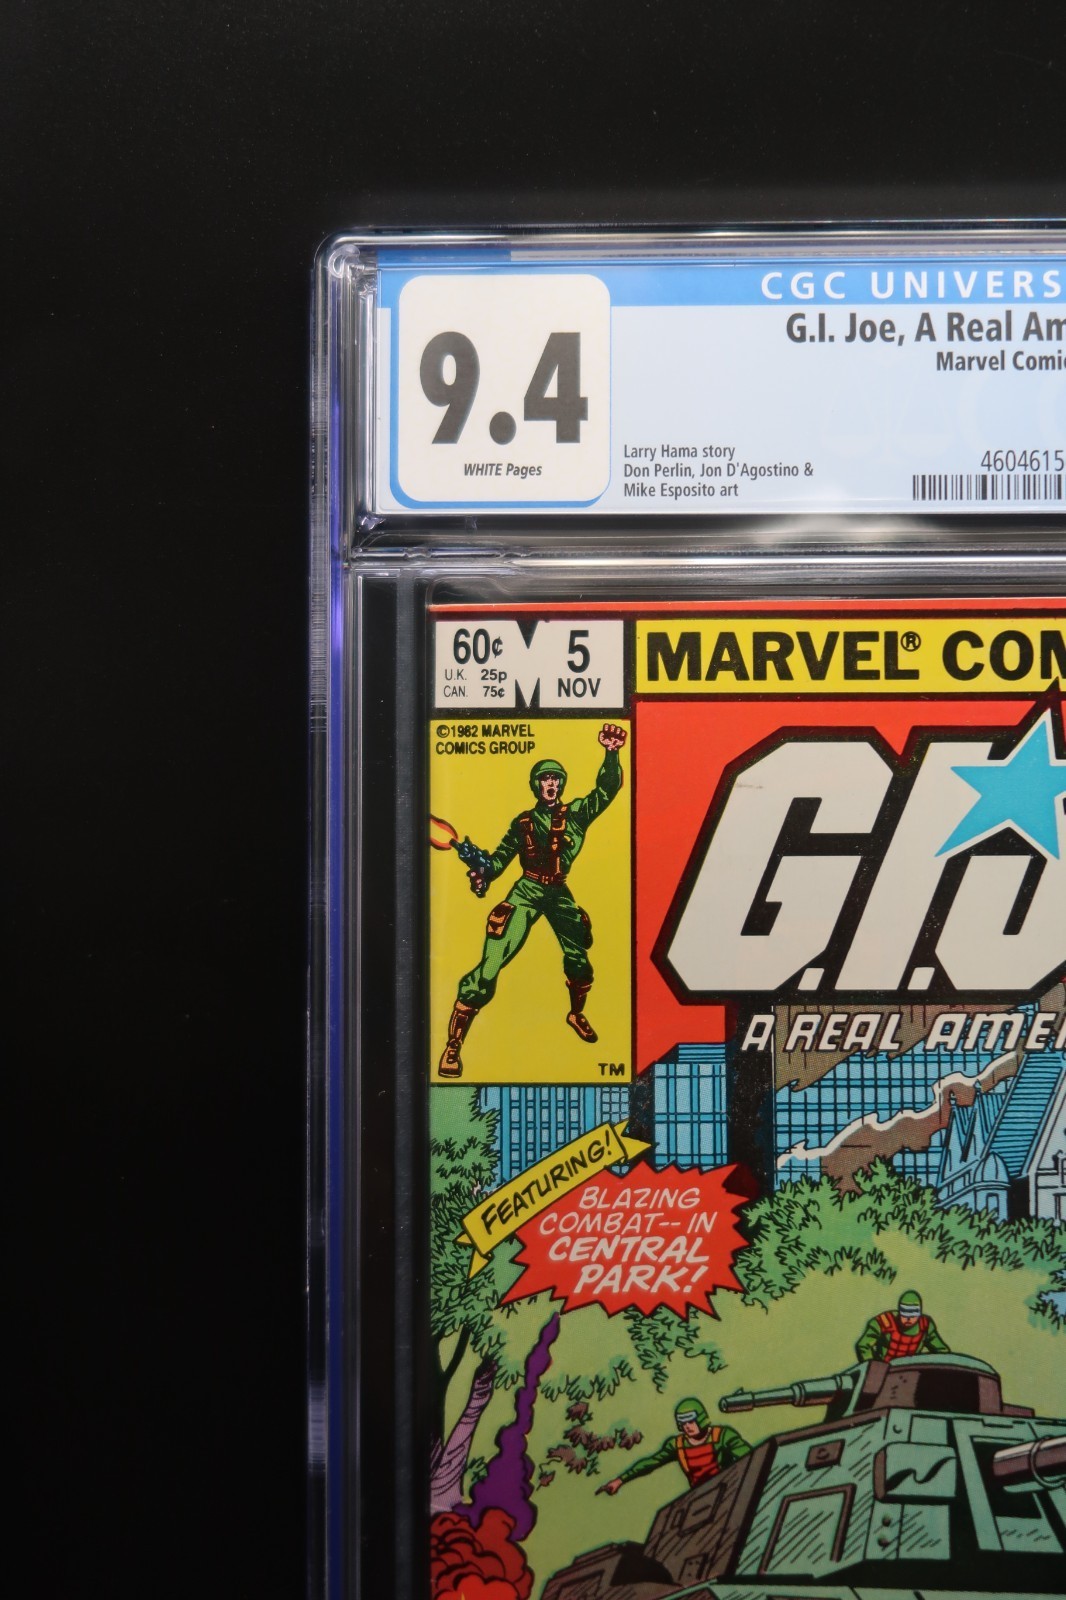 CGC UNIVERS
9.4
WHITE Pages
G.I. Joe, A Real Am
Marvel Comic
Larry Hama story
Don Perlin, Jon D'Agostino &
Mike Esposito art
4604615
60¢ M 5
U.K. 25p
CAN. 75¢
NOV
MARVEL® COM
©1982 MARVEL
COMICS GROUP
TM
G.I.J
A REAL AMER
FEATURING!
BLAZING
COMBAT--IN
CENTRAL
PARK!